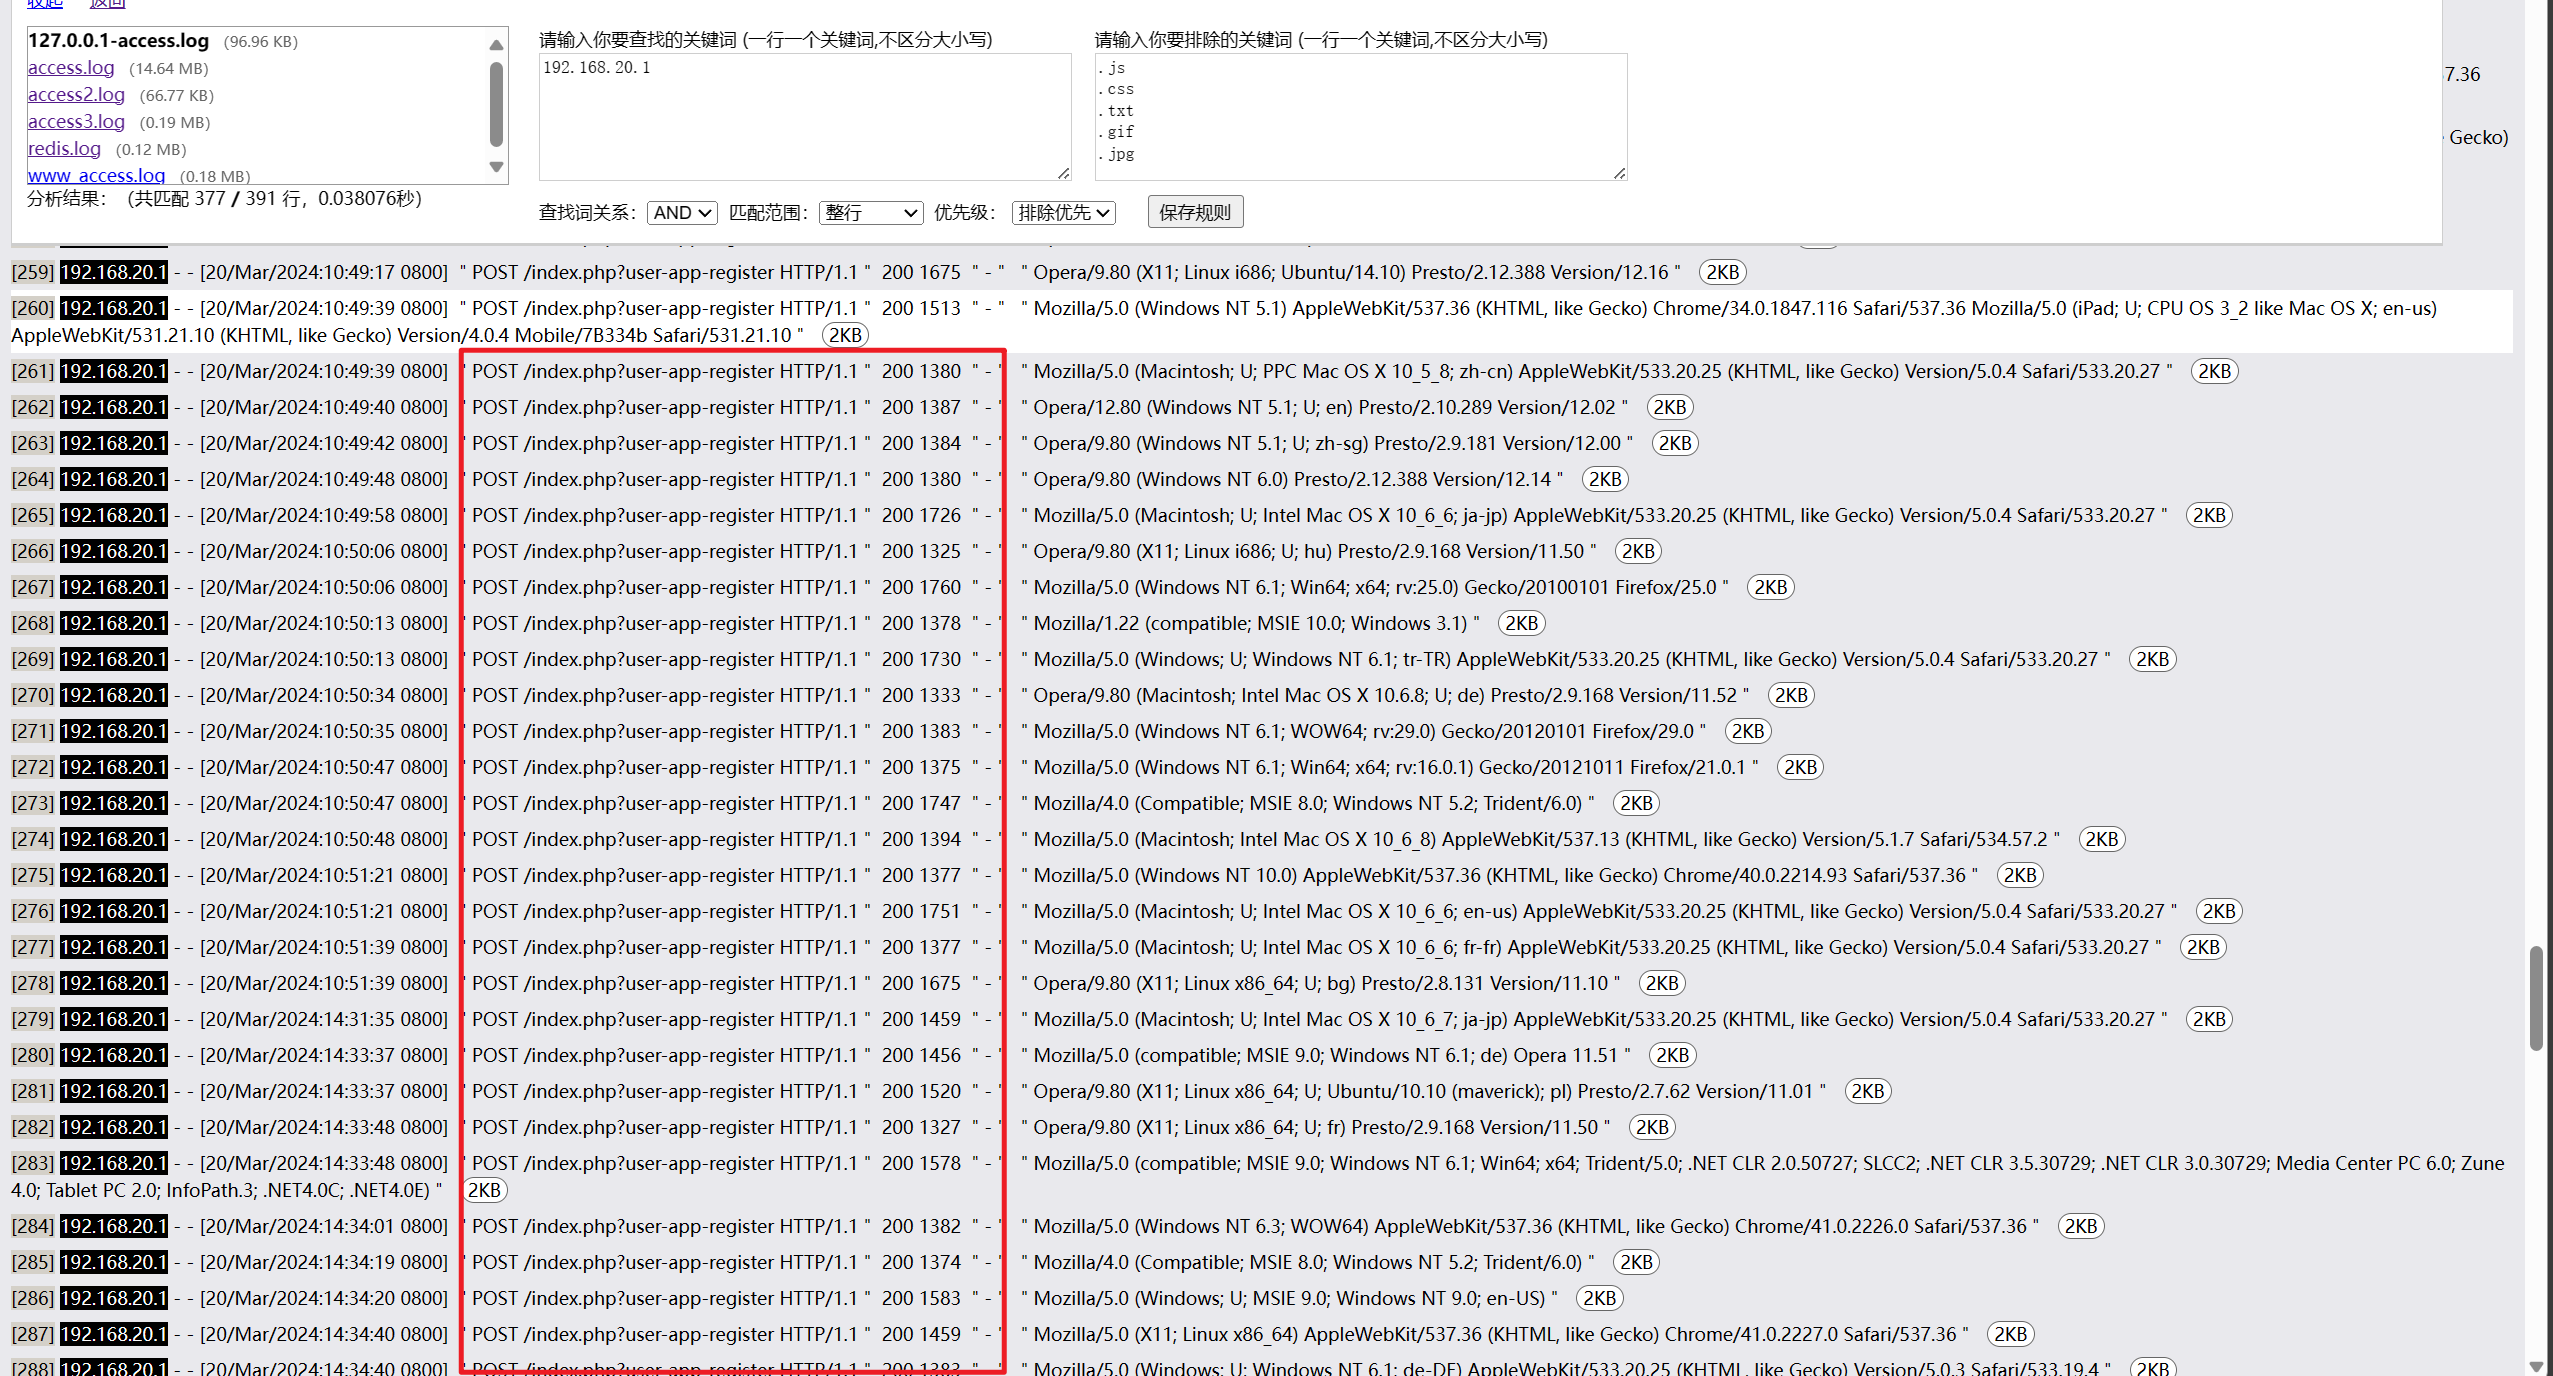 收起 返回
127.0.0.1-access.log (96.96 KB)
access.log (14.64 MB)
access2.log (66.77 KB)
access3.log (0.19 MB)
redis.log (0.12 MB)
www_access.log (0.18 MB)
分析结果： （共匹配 377 / 391 行，0.038076秒）
请输入你要查找的关键词 (一行一个关键词,不区分大小写)
192.168.20.1
请输入你要排除的关键词 (一行一个关键词,不区分大小写)
.js
.css
.txt
.gif
.jpg
查找词关系： AND 匹配范围： 整行 优先级： 排除优先 保存规则
7.36
Gecko)
[259] 192.168.20.1 - - [20/Mar/2024:10:49:17 0800] " POST /index.php?user-app-register HTTP/1.1 " 200 1675 " - " " Opera/9.80 (X11; Linux i686; Ubuntu/14.10) Presto/2.12.388 Version/12.16 " 2KB
[260] 192.168.20.1 - - [20/Mar/2024:10:49:39 0800] " POST /index.php?user-app-register HTTP/1.1 " 200 1513 " - " " Mozilla/5.0 (Windows NT 5.1) AppleWebKit/537.36 (KHTML, like Gecko) Chrome/34.0.1847.116 Safari/537.36 Mozilla/5.0 (iPad; U; CPU OS 3_2 like Mac OS X; en-us)
AppleWebKit/531.21.10 (KHTML, like Gecko) Version/4.0.4 Mobile/7B334b Safari/531.21.10 " 2KB
[261] 192.168.20.1 - - [20/Mar/2024:10:49:39 0800] " POST /index.php?user-app-register HTTP/1.1 " 200 1380 " - " " Mozilla/5.0 (Macintosh; U; PPC Mac OS X 10_5_8; zh-cn) AppleWebKit/533.20.25 (KHTML, like Gecko) Version/5.0.4 Safari/533.20.27 " 2KB
[262] 192.168.20.1 - - [20/Mar/2024:10:49:40 0800] " POST /index.php?user-app-register HTTP/1.1 " 200 1387 " - " " Opera/12.80 (Windows NT 5.1; U; en) Presto/2.10.289 Version/12.02 " 2KB
[263] 192.168.20.1 - - [20/Mar/2024:10:49:42 0800] " POST /index.php?user-app-register HTTP/1.1 " 200 1384 " - " " Opera/9.80 (Windows NT 5.1; U; zh-sg) Presto/2.9.181 Version/12.00 " 2KB
[264] 192.168.20.1 - - [20/Mar/2024:10:49:48 0800] " POST /index.php?user-app-register HTTP/1.1 " 200 1380 " - " " Opera/9.80 (Windows NT 6.0) Presto/2.12.388 Version/12.14 " 2KB
[265] 192.168.20.1 - - [20/Mar/2024:10:49:58 0800] " POST /index.php?user-app-register HTTP/1.1 " 200 1726 " - " " Mozilla/5.0 (Macintosh; U; Intel Mac OS X 10_6_6; ja-jp) AppleWebKit/533.20.25 (KHTML, like Gecko) Version/5.0.4 Safari/533.20.27 " 2KB
[266] 192.168.20.1 - - [20/Mar/2024:10:50:06 0800] " POST /index.php?user-app-register HTTP/1.1 " 200 1325 " - " " Opera/9.80 (X11; Linux i686; U; hu) Presto/2.9.168 Version/11.50 " 2KB
[267] 192.168.20.1 - - [20/Mar/2024:10:50:06 0800] " POST /index.php?user-app-register HTTP/1.1 " 200 1760 " - " " Mozilla/5.0 (Windows NT 6.1; Win64; x64; rv:25.0) Gecko/20100101 Firefox/25.0 " 2KB
[268] 192.168.20.1 - - [20/Mar/2024:10:50:13 0800] " POST /index.php?user-app-register HTTP/1.1 " 200 1378 " - " " Mozilla/1.22 (compatible; MSIE 10.0; Windows 3.1) " 2KB
[269] 192.168.20.1 - - [20/Mar/2024:10:50:13 0800] " POST /index.php?user-app-register HTTP/1.1 " 200 1730 " - " " Mozilla/5.0 (Windows; U; Windows NT 6.1; tr-TR) AppleWebKit/533.20.25 (KHTML, like Gecko) Version/5.0.4 Safari/533.20.27 " 2KB
[270] 192.168.20.1 - - [20/Mar/2024:10:50:34 0800] " POST /index.php?user-app-register HTTP/1.1 " 200 1333 " - " " Opera/9.80 (Macintosh; Intel Mac OS X 10.6.8; U; de) Presto/2.9.168 Version/11.52 " 2KB
[271] 192.168.20.1 - - [20/Mar/2024:10:50:35 0800] " POST /index.php?user-app-register HTTP/1.1 " 200 1383 " - " " Mozilla/5.0 (Windows NT 6.1; WOW64; rv:29.0) Gecko/20120101 Firefox/29.0 " 2KB
[272] 192.168.20.1 - - [20/Mar/2024:10:50:47 0800] " POST /index.php?user-app-register HTTP/1.1 " 200 1375 " - " " Mozilla/5.0 (Windows NT 6.1; Win64; x64; rv:16.0.1) Gecko/20121011 Firefox/21.0.1 " 2KB
[273] 192.168.20.1 - - [20/Mar/2024:10:50:47 0800] " POST /index.php?user-app-register HTTP/1.1 " 200 1747 " - " " Mozilla/4.0 (Compatible; MSIE 8.0; Windows NT 5.2; Trident/6.0) " 2KB
[274] 192.168.20.1 - - [20/Mar/2024:10:50:48 0800] " POST /index.php?user-app-register HTTP/1.1 " 200 1394 " - " " Mozilla/5.0 (Macintosh; Intel Mac OS X 10_6_8) AppleWebKit/537.13 (KHTML, like Gecko) Version/5.1.7 Safari/534.57.2 " 2KB
[275] 192.168.20.1 - - [20/Mar/2024:10:51:21 0800] " POST /index.php?user-app-register HTTP/1.1 " 200 1377 " - " " Mozilla/5.0 (Windows NT 10.0) AppleWebKit/537.36 (KHTML, like Gecko) Chrome/40.0.2214.93 Safari/537.36 " 2KB
[276] 192.168.20.1 - - [20/Mar/2024:10:51:21 0800] " POST /index.php?user-app-register HTTP/1.1 " 200 1751 " - " " Mozilla/5.0 (Macintosh; U; Intel Mac OS X 10_6_6; en-us) AppleWebKit/533.20.25 (KHTML, like Gecko) Version/5.0.4 Safari/533.20.27 " 2KB
[277] 192.168.20.1 - - [20/Mar/2024:10:51:39 0800] " POST /index.php?user-app-register HTTP/1.1 " 200 1377 " - " " Mozilla/5.0 (Macintosh; U; Intel Mac OS X 10_6_6; fr-fr) AppleWebKit/533.20.25 (KHTML, like Gecko) Version/5.0.4 Safari/533.20.27 " 2KB
[278] 192.168.20.1 - - [20/Mar/2024:10:51:39 0800] " POST /index.php?user-app-register HTTP/1.1 " 200 1675 " - " " Opera/9.80 (X11; Linux x86_64; U; bg) Presto/2.8.131 Version/11.10 " 2KB
[279] 192.168.20.1 - - [20/Mar/2024:14:31:35 0800] " POST /index.php?user-app-register HTTP/1.1 " 200 1459 " - " " Mozilla/5.0 (Macintosh; U; Intel Mac OS X 10_6_7; ja-jp) AppleWebKit/533.20.25 (KHTML, like Gecko) Version/5.0.4 Safari/533.20.27 " 2KB
[280] 192.168.20.1 - - [20/Mar/2024:14:33:37 0800] " POST /index.php?user-app-register HTTP/1.1 " 200 1456 " - " " Mozilla/5.0 (compatible; MSIE 9.0; Windows NT 6.1; de) Opera 11.51 " 2KB
[281] 192.168.20.1 - - [20/Mar/2024:14:33:37 0800] " POST /index.php?user-app-register HTTP/1.1 " 200 1520 " - " " Opera/9.80 (X11; Linux x86_64; U; Ubuntu/10.10 (maverick); pl) Presto/2.7.62 Version/11.01 " 2KB
[282] 192.168.20.1 - - [20/Mar/2024:14:33:48 0800] " POST /index.php?user-app-register HTTP/1.1 " 200 1327 " - " " Opera/9.80 (X11; Linux x86_64; U; fr) Presto/2.9.168 Version/11.50 " 2KB
[283] 192.168.20.1 - - [20/Mar/2024:14:33:48 0800] " POST /index.php?user-app-register HTTP/1.1 " 200 1578 " - " " Mozilla/5.0 (compatible; MSIE 9.0; Windows NT 6.1; Win64; x64; Trident/5.0; .NET CLR 2.0.50727; SLCC2; .NET CLR 3.5.30729; .NET CLR 3.0.30729; Media Center PC 6.0; Zune
4.0; Tablet PC 2.0; InfoPath.3; .NET4.0C; .NET4.0E) " 2KB
[284] 192.168.20.1 - - [20/Mar/2024:14:34:01 0800] " POST /index.php?user-app-register HTTP/1.1 " 200 1382 " - " " Mozilla/5.0 (Windows NT 6.3; WOW64) AppleWebKit/537.36 (KHTML, like Gecko) Chrome/41.0.2226.0 Safari/537.36 " 2KB
[285] 192.168.20.1 - - [20/Mar/2024:14:34:19 0800] " POST /index.php?user-app-register HTTP/1.1 " 200 1374 " - " " Mozilla/4.0 (Compatible; MSIE 8.0; Windows NT 5.2; Trident/6.0) " 2KB
[286] 192.168.20.1 - - [20/Mar/2024:14:34:20 0800] " POST /index.php?user-app-register HTTP/1.1 " 200 1583 " - " " Mozilla/5.0 (Windows; U; MSIE 9.0; Windows NT 9.0; en-US) " 2KB
[287] 192.168.20.1 - - [20/Mar/2024:14:34:40 0800] " POST /index.php?user-app-register HTTP/1.1 " 200 1459 " - " " Mozilla/5.0 (X11; Linux x86_64) AppleWebKit/537.36 (KHTML, like Gecko) Chrome/41.0.2227.0 Safari/537.36 " 2KB
[288] 192.168.20.1 - - [20/Mar/2024:14:34:40 0800] " POST /index.php?user-app-register HTTP/1.1 " 200 1383 " - " " Mozilla/5.0 (Windows; U; Windows NT 6.1; de-DE) AppleWebKit/533.20.25 (KHTML, like Gecko) Version/5.0.3 Safari/533.19.4 " 2KB